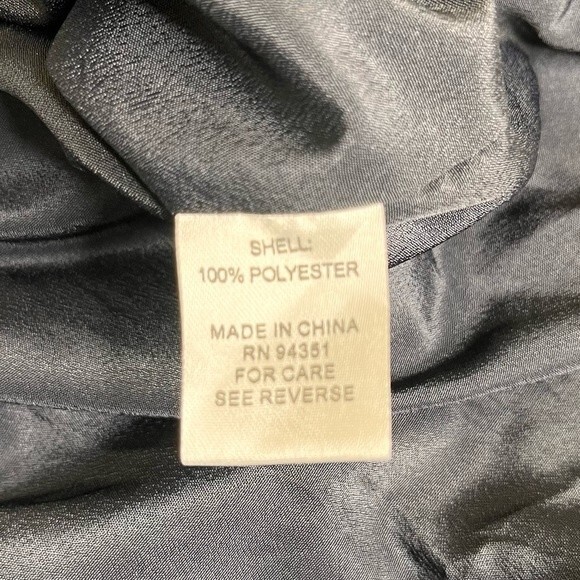 SHELL:
100% POLYESTER
MADE IN CHINA
RN 94351
FOR CARE
SEE REVERSE